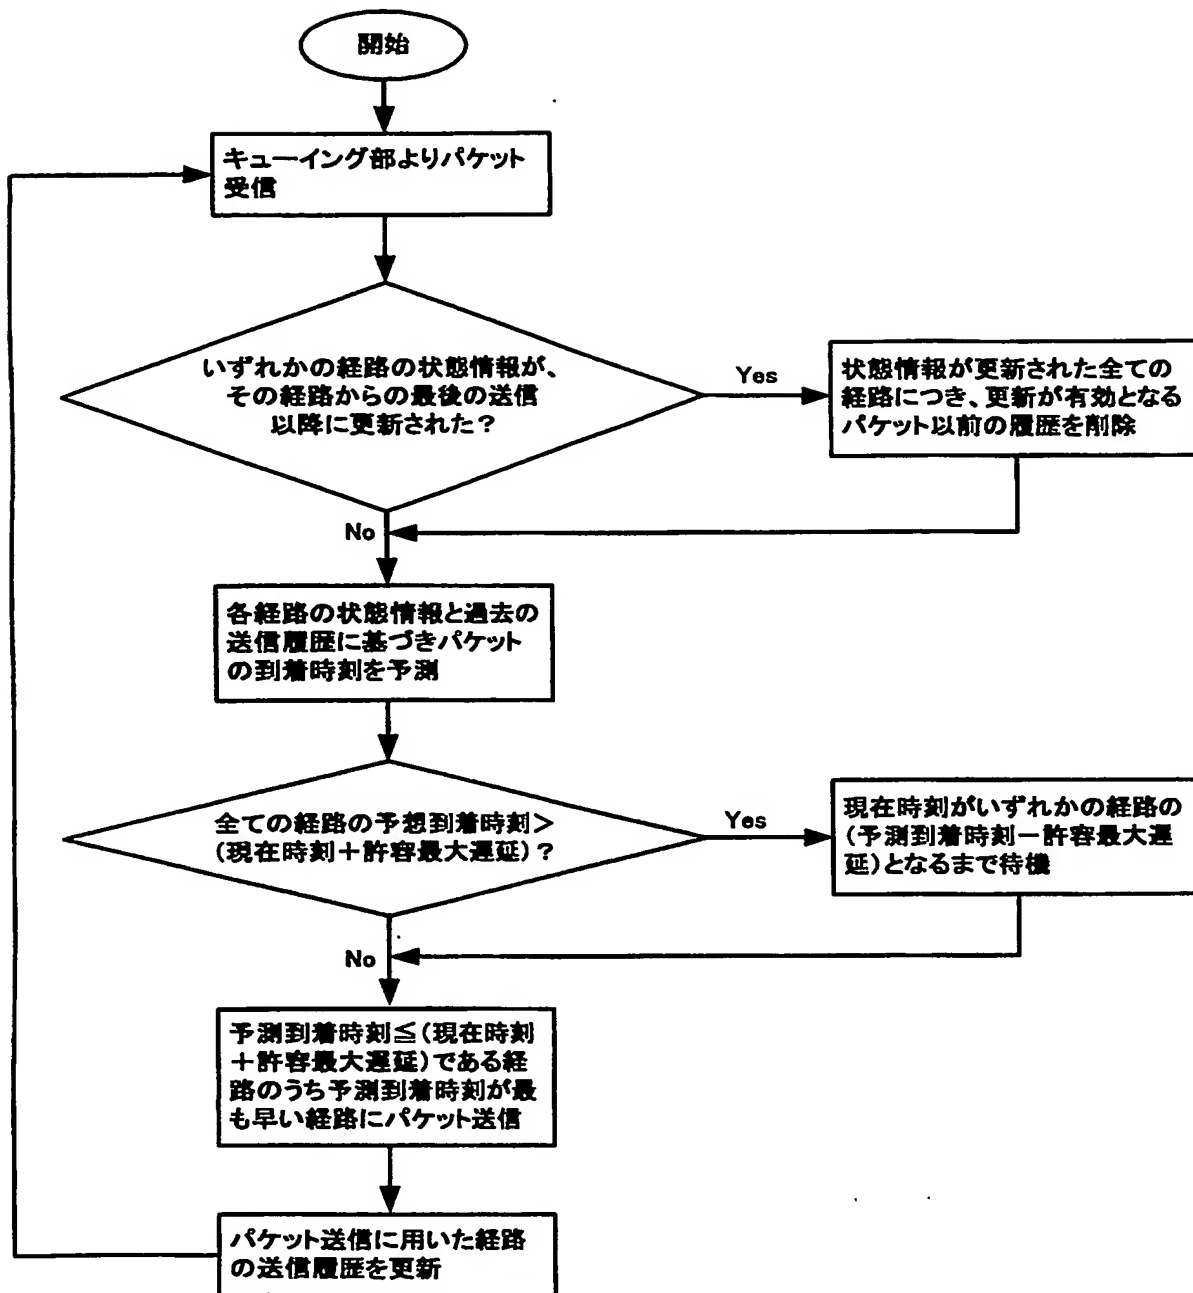 開始
キューイング部よりパケット
受信
いずれかの経路の状態情報が、
その経路からの最後の送信
以降に更新された？
Yes
状態情報が更新された全ての
経路につき、更新が有効となる
パケット以前の履歴を削除
No
各経路の状態情報と過去の
送信履歴に基づきパケット
の到着時刻を予測
全ての経路の予想到着時刻＞
(現在時刻＋許容最大遅延)？
Yes
現在時刻がいずれかの経路の
(予測到着時刻－許容最大遅
延)となるまで待機
No
予測到着時刻≦(現在時刻
＋許容最大遅延)である経
路のうち予測到着時刻が最
も早い経路にパケット送信
パケット送信に用いた経路
の送信履歴を更新